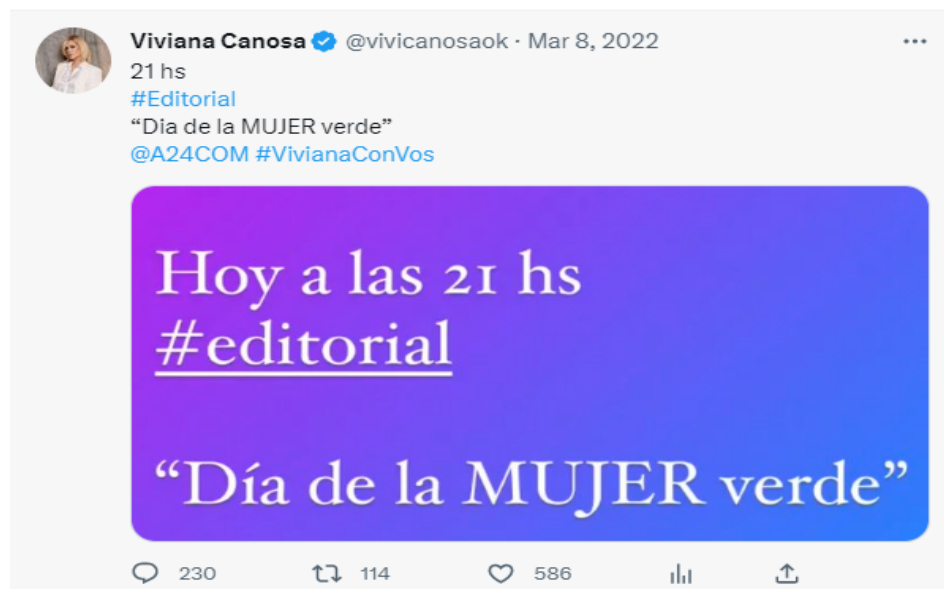 Viviana Canosa @vivicanosaok · Mar 8, 2022
21 hs
#Editorial
“Dia de la MUJER verde”
@A24COM #VivianaConVos
Hoy a las 21 hs
#editorial
“Día de la MUJER verde”
230 114 586